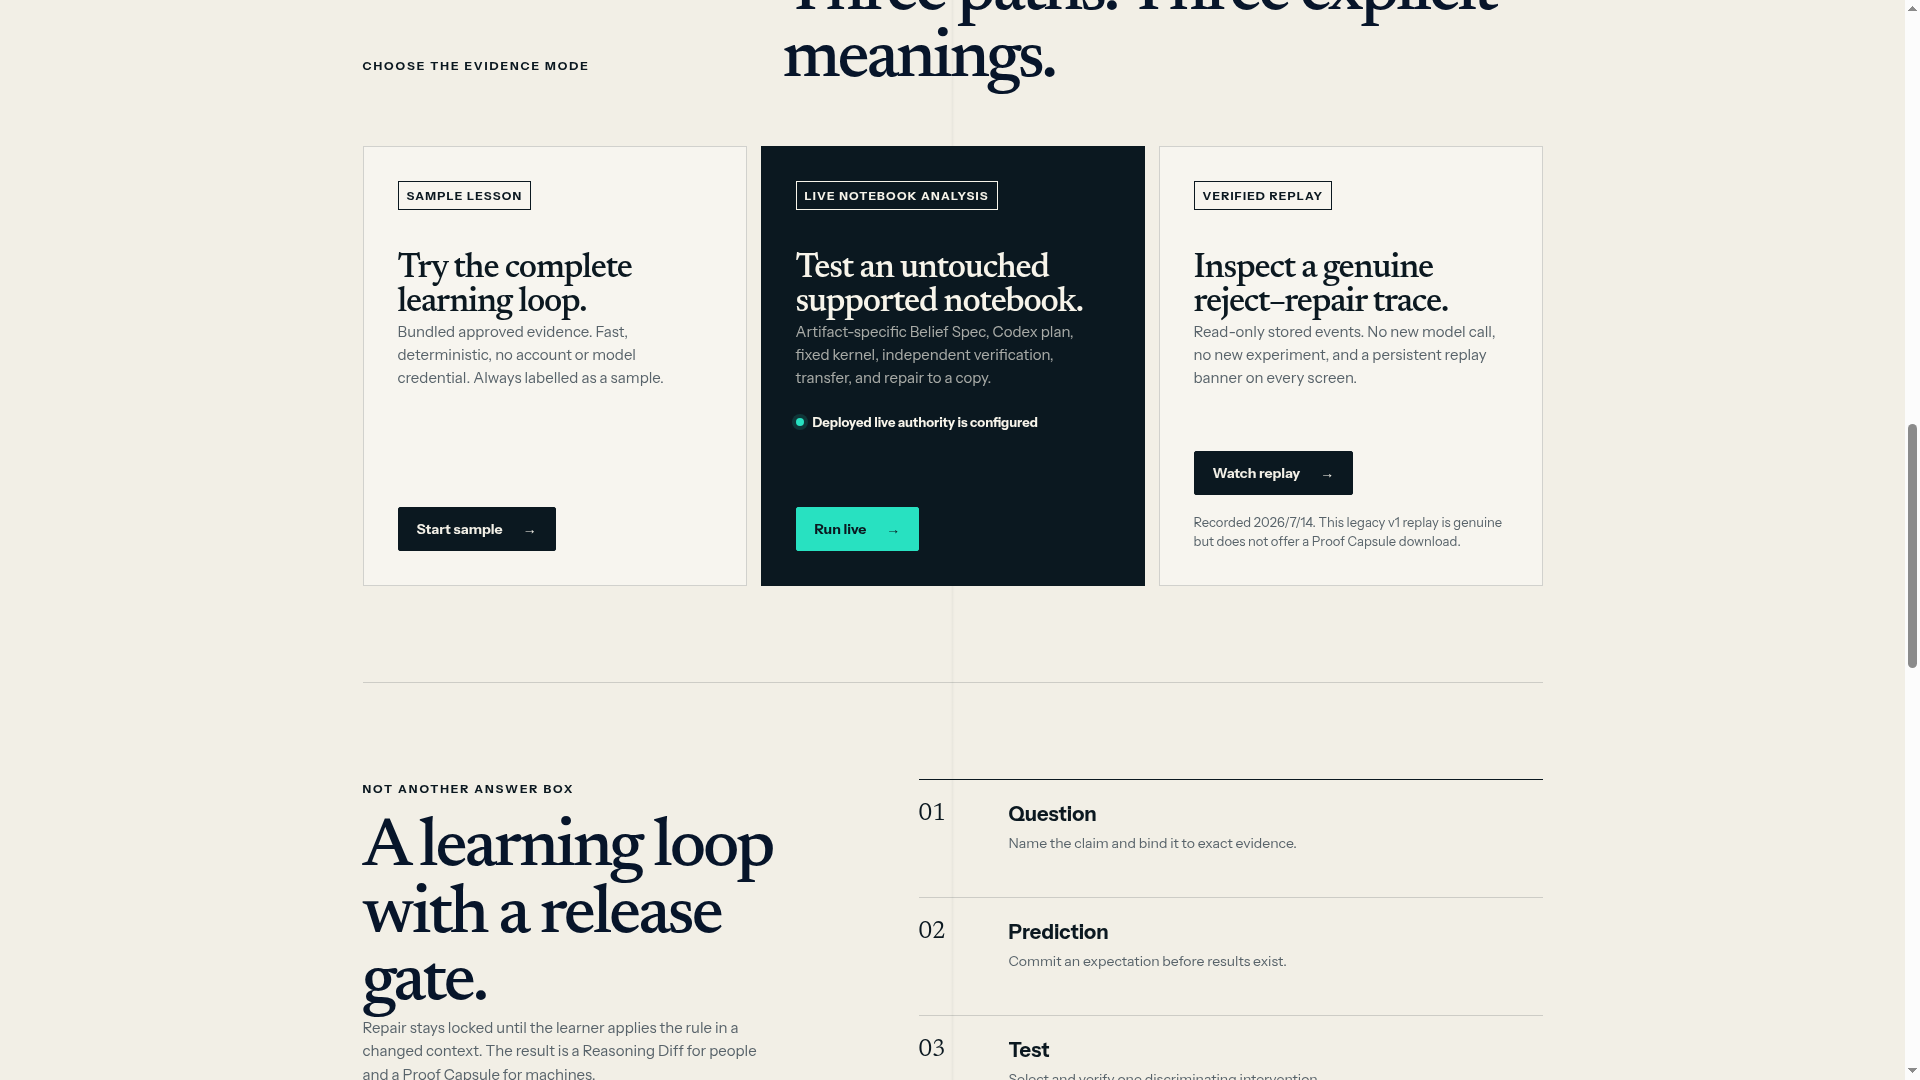 CHOOSE THE EVIDENCE MODE
Three paths. Three explicit
meanings.
SAMPLE LESSON
Try the complete
learning loop.
Bundled approved evidence. Fast,
deterministic, no account or model
credential. Always labelled as a sample.
Start sample →
LIVE NOTEBOOK ANALYSIS
Test an untouched
supported notebook.
Artifact-specific Belief Spec, Codex plan,
fixed kernel, independent verification,
transfer, and repair to a copy.
Deployed live authority is configured
Run live →
VERIFIED REPLAY
Inspect a genuine
reject–repair trace.
Read-only stored events. No new model call,
no new experiment, and a persistent replay
banner on every screen.
Watch replay →
Recorded 2026/7/14. This legacy v1 replay is genuine
but does not offer a Proof Capsule download.
NOT ANOTHER ANSWER BOX
A learning loop
with a release
gate.
Repair stays locked until the learner applies the rule in a
changed context. The result is a Reasoning Diff for people
and a Proof Capsule for machines.
01 Question
Name the claim and bind it to exact evidence.
02 Prediction
Commit an expectation before results exist.
03 Test
Select and verify one discriminating intervention.